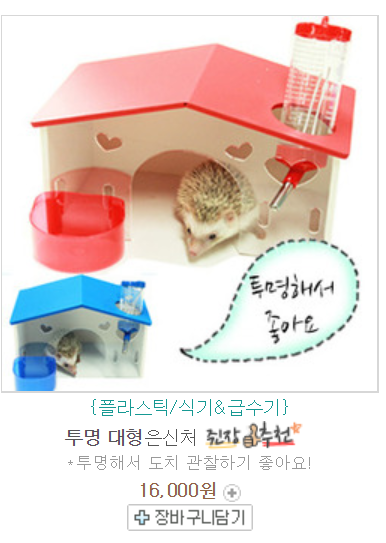 투명해서
좋아요
{플라스틱/식기&급수기}
투명 대형은신처 쥔장 추천
*투명해서 도치 관찰하기 좋아요!
16,000원
장바구니담기